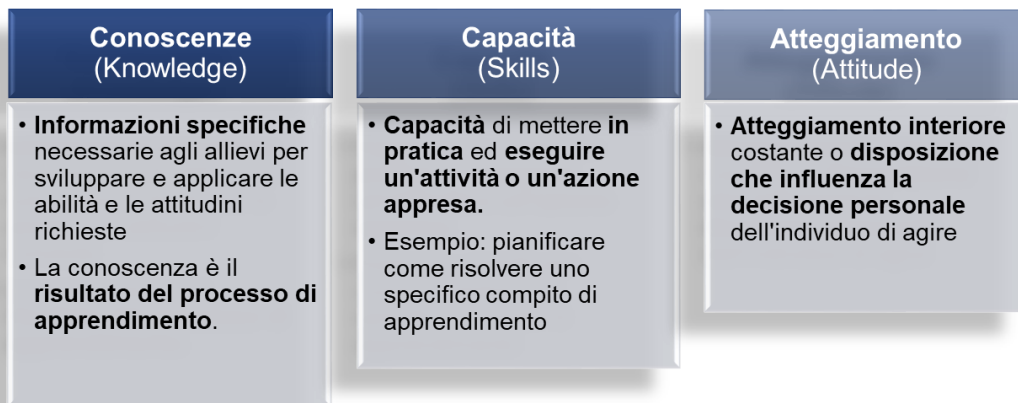 Conoscenze
(Knowledge)
• Informazioni specifiche
necessarie agli allievi per
sviluppare e applicare le
abilità e le attitudini
richieste
• La conoscenza è il
risultato del processo di
apprendimento.
Capacità
(Skills)
• Capacità di mettere in
pratica ed eseguire
un'attività o un'azione
appresa.
• Esempio: pianificare
come risolvere uno
specifico compito di
apprendimento
Atteggiamento
(Attitude)
• Atteggiamento interiore
costante o disposizione
che influenza la
decisione personale
dell'individuo di agire